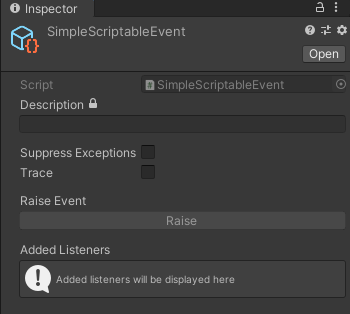 Inspector
SimpleScriptableEvent
Open
Script
SimpleScriptableEvent
Description
Suppress Exceptions
Trace
Raise Event
Raise
Added Listeners
Added listeners will be displayed here